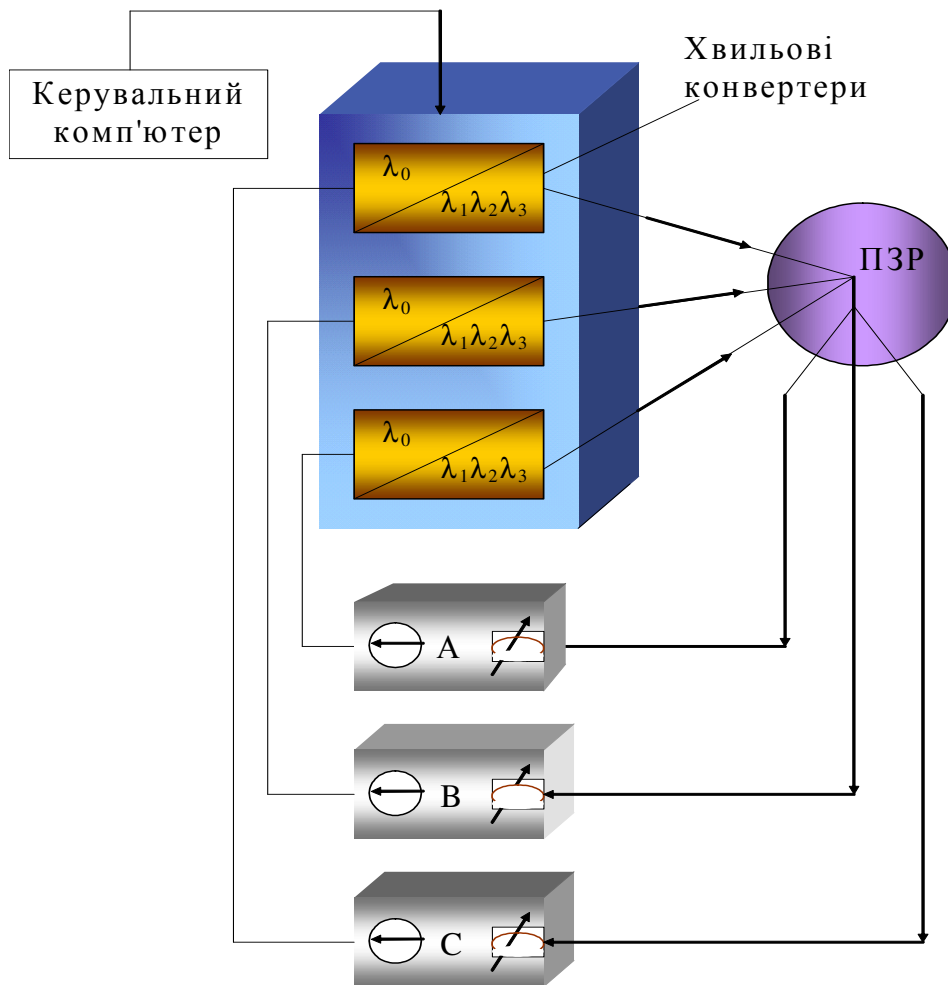 Хвильові
конвертери
Керувальний
комп'ютер
λ₀
λ₁λ₂λ₃
ПЗР
λ₀
λ₁λ₂λ₃
λ₀
λ₁λ₂λ₃
A
B
C